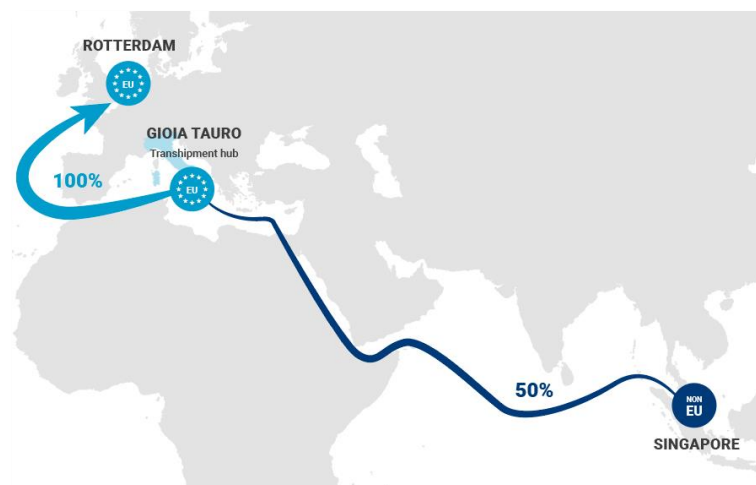 ROTTERDAM
EU
GIOIA TAURO
Transhipment hub
EU
100%
50%
NON
EU
SINGAPORE